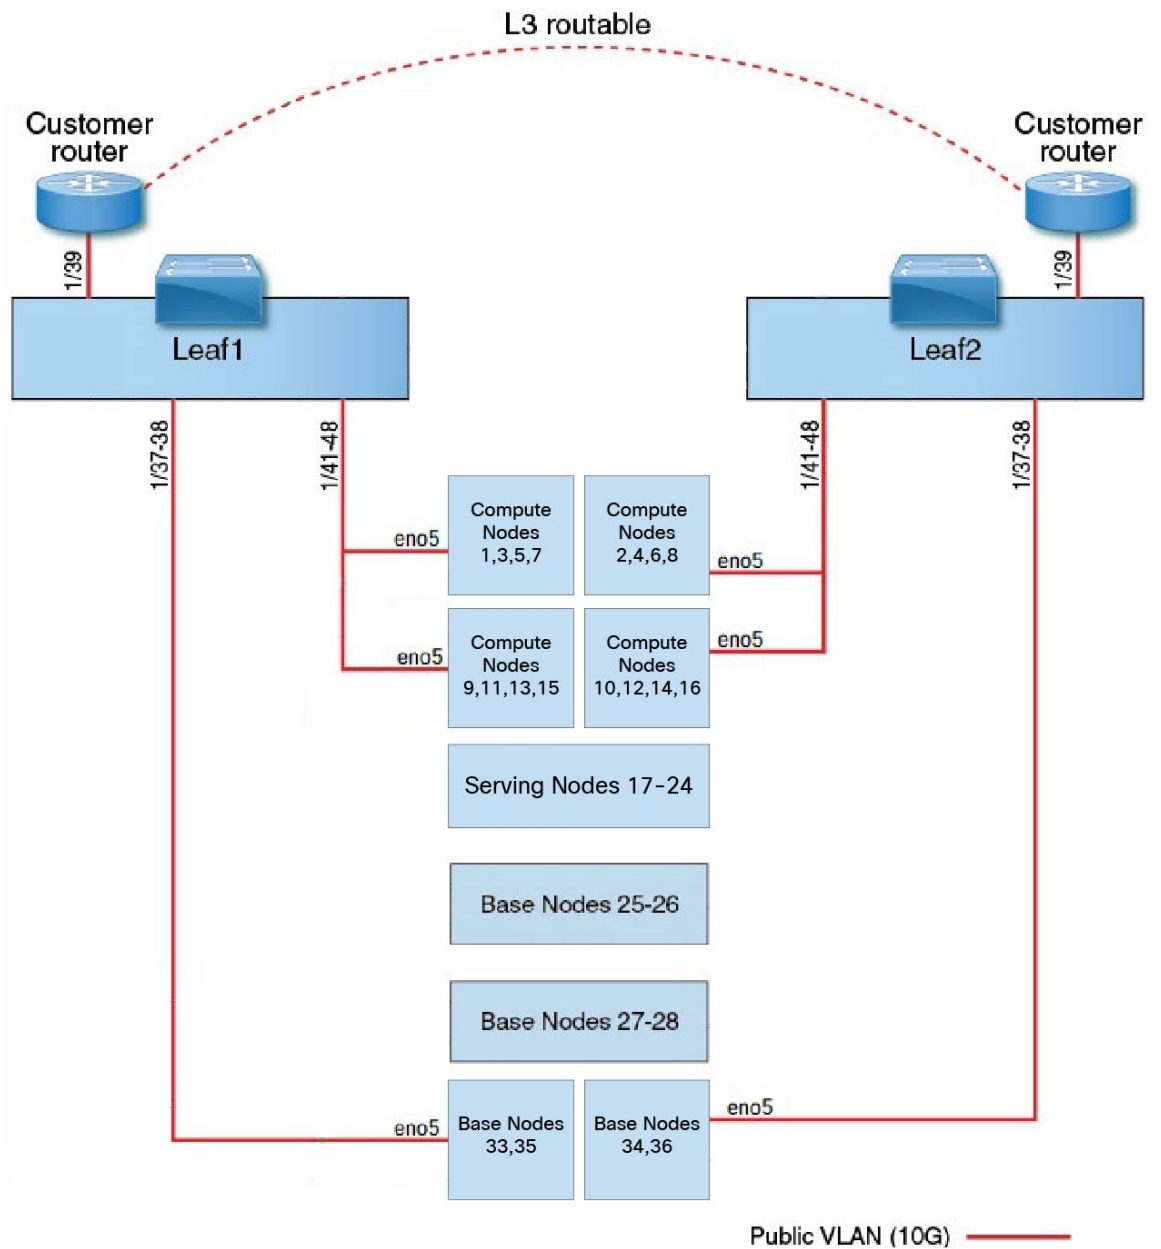 L3 routable
Customer
router
Customer
router
1/39
1/39
Leaf1
Leaf2
1/37-38
1/41-48
1/41-48
1/37-38
Compute
Nodes
1,3,5,7
Compute
Nodes
2,4,6,8
eno5
eno5
Compute
Nodes
9,11,13,15
Compute
Nodes
10,12,14,16
eno5
eno5
Serving Nodes 17-24
Base Nodes 25-26
Base Nodes 27-28
eno5
Base Nodes
33,35
Base Nodes
34,36
eno5
Public VLAN (10G)